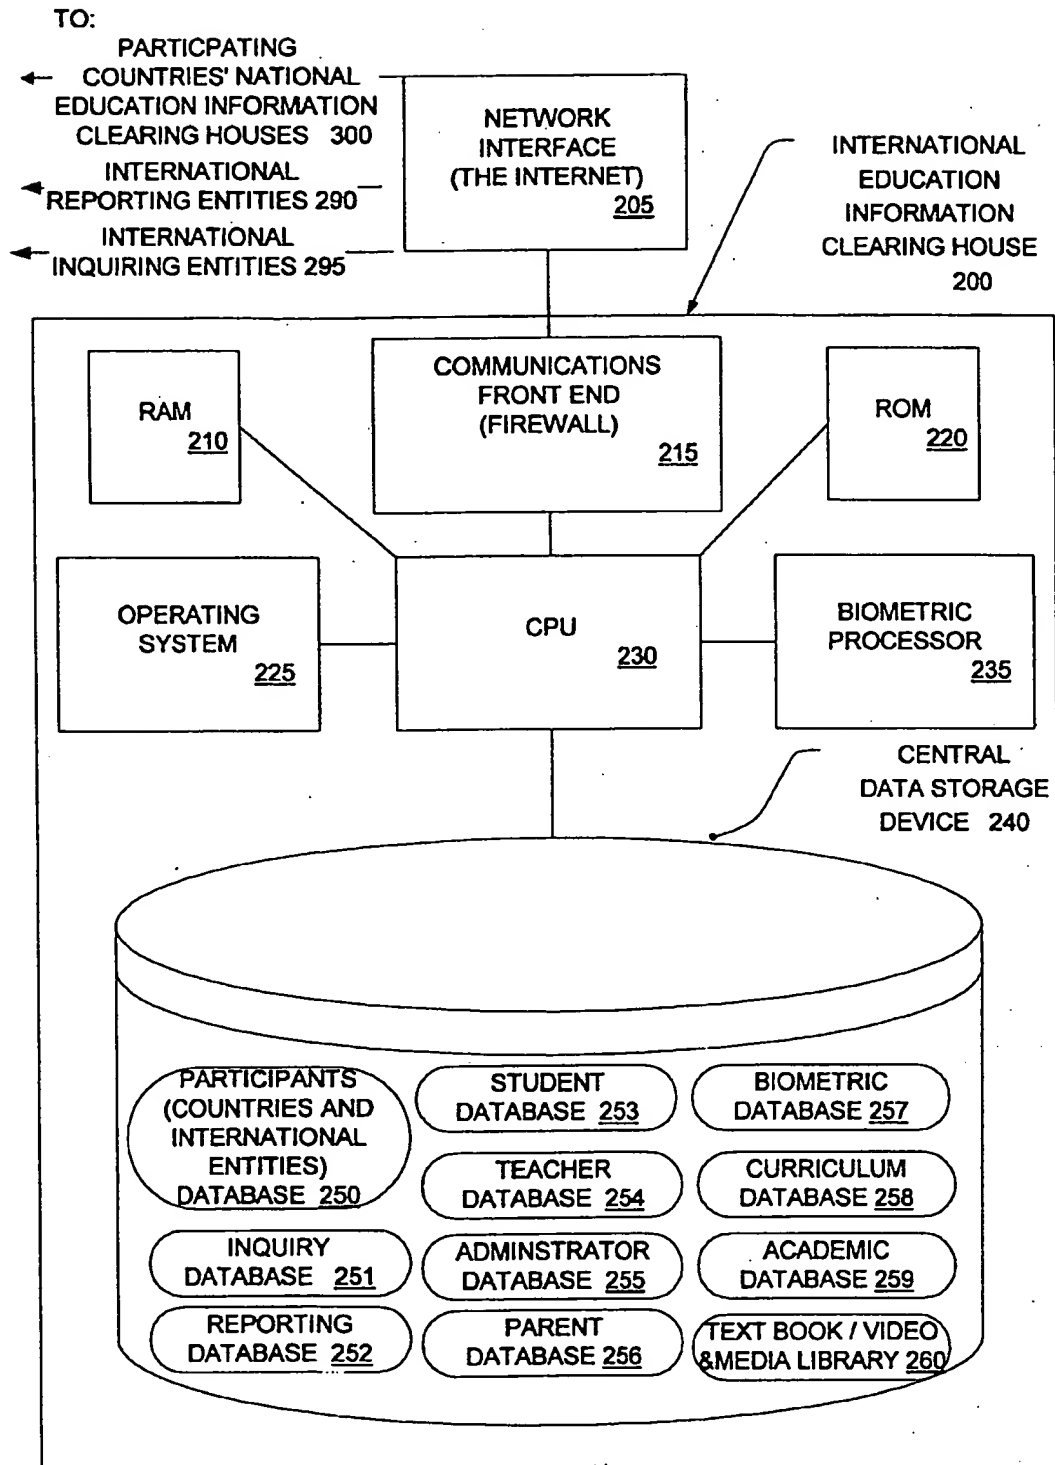 TO:
PARTICPATING
COUNTRIES' NATIONAL
EDUCATION INFORMATION
CLEARING HOUSES 300
INTERNATIONAL
REPORTING ENTITIES 290
INTERNATIONAL
INQUIRING ENTITIES 295
NETWORK
INTERFACE
(THE INTERNET)
205
INTERNATIONAL
EDUCATION
INFORMATION
CLEARING HOUSE
200
RAM
210
COMMUNICATIONS
FRONT END
(FIREWALL)
215
ROM
220
OPERATING
SYSTEM
225
CPU
230
BIOMETRIC
PROCESSOR
235
CENTRAL
DATA STORAGE
DEVICE 240
PARTICIPANTS
(COUNTRIES AND
INTERNATIONAL
ENTITIES)
DATABASE 250
INQUIRY
DATABASE 251
REPORTING
DATABASE 252
STUDENT
DATABASE 253
TEACHER
DATABASE 254
ADMINSTRATOR
DATABASE 255
PARENT
DATABASE 256
BIOMETRIC
DATABASE 257
CURRICULUM
DATABASE 258
ACADEMIC
DATABASE 259
TEXT BOOK / VIDEO
&MEDIA LIBRARY 260